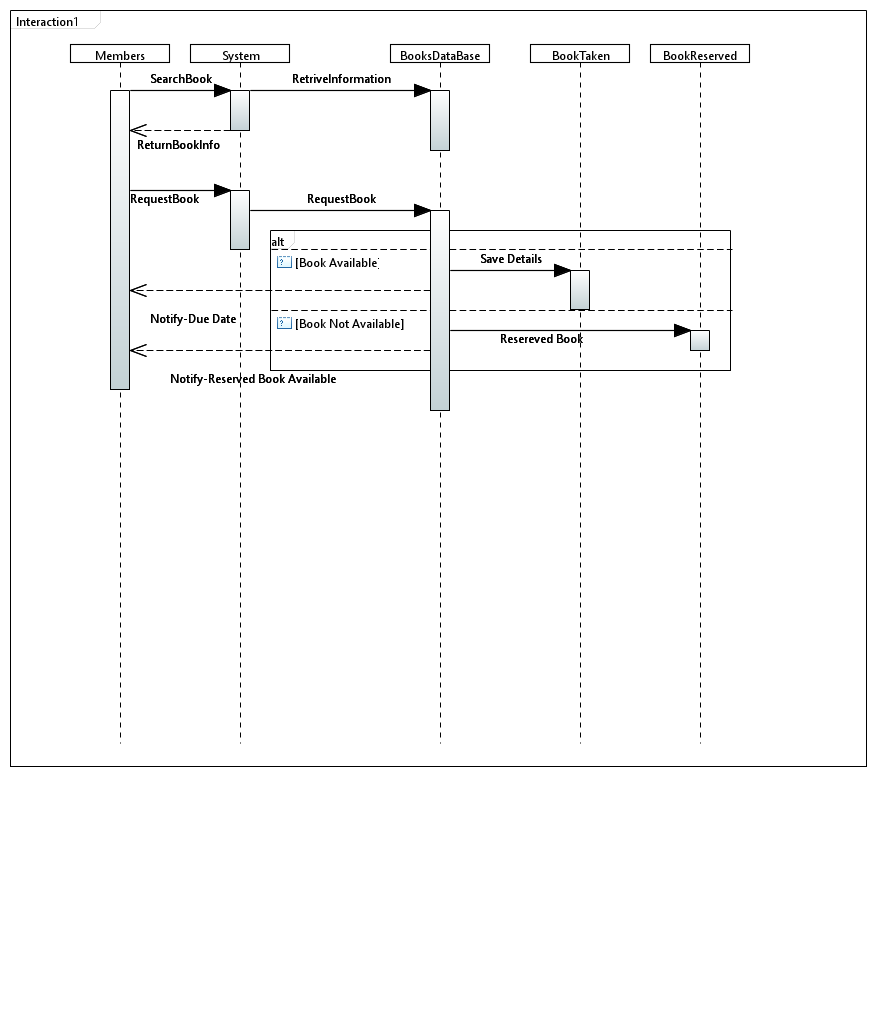 Interaction1
Members
System
BooksDataBase
BookTaken
BookReserved
SearchBook
RetriveInformation
ReturnBookInfo
RequestBook
RequestBook
alt
[Book Available]
Save Details
Notify-Due Date
[Book Not Available]
Resereved Book
Notify-Reserved Book Available